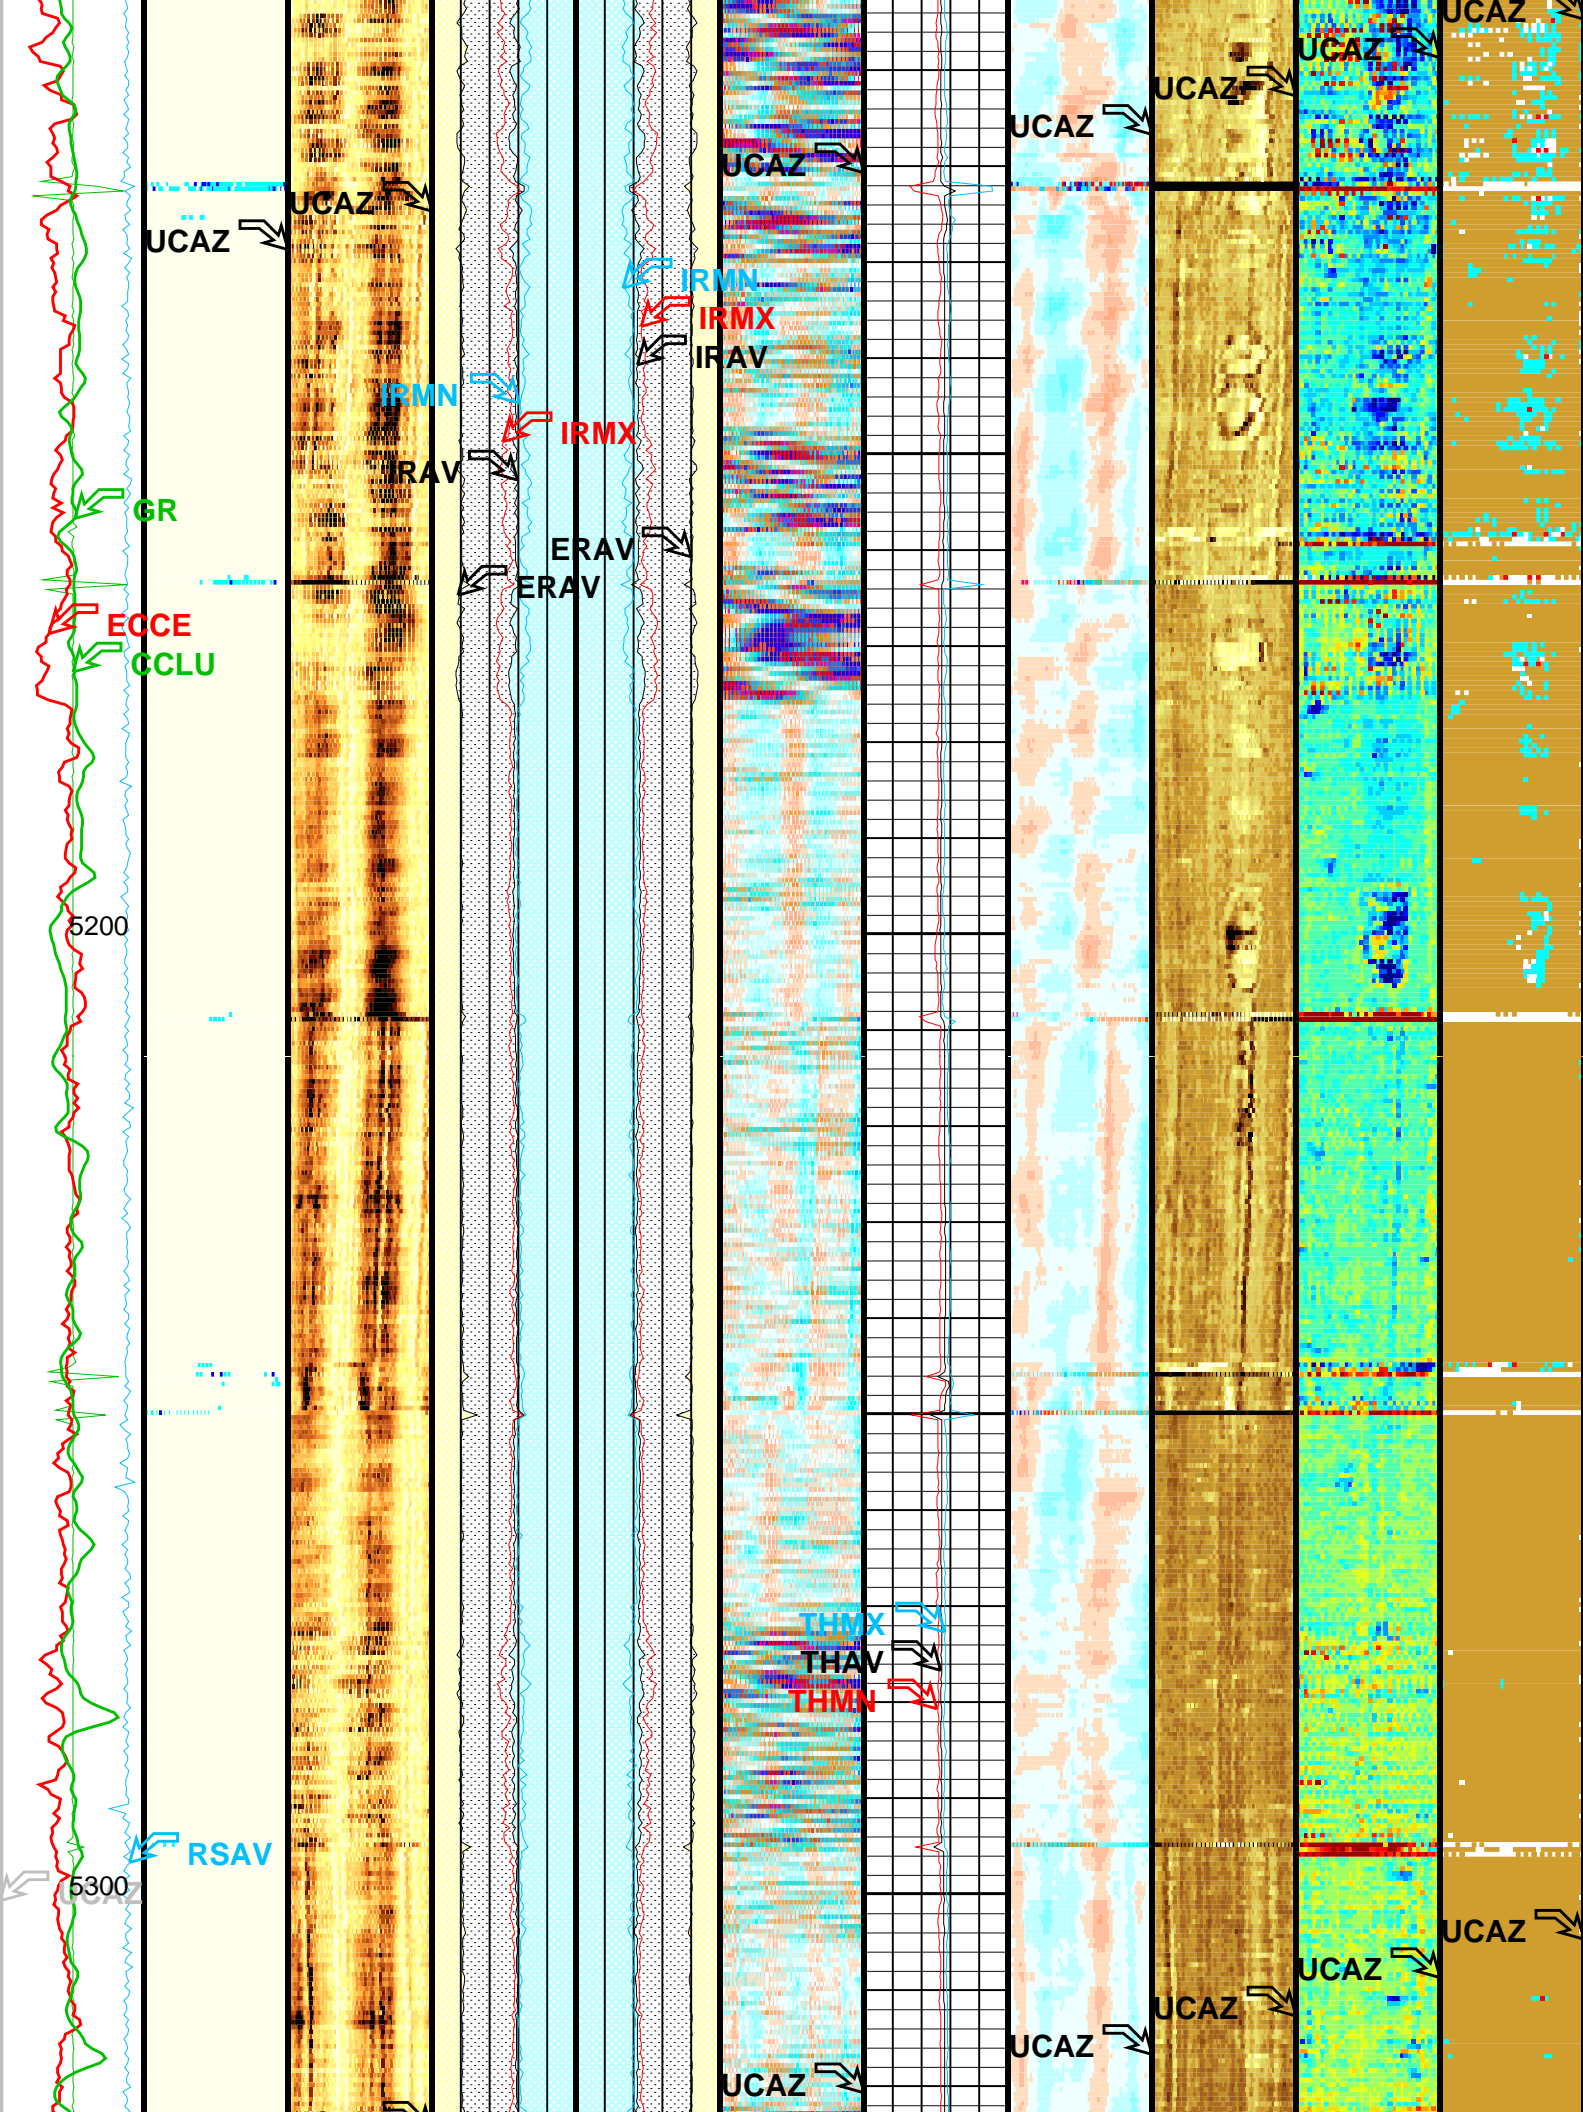 UCAZ
UCAZ
UCAZ
UCAZ
UCAZ
UCAZ
UCAZ
IRMN
IRMX
IRAV
IRMN
IRMX
IRAV
GR
ERAV
ERAV
ECCE
CCLU
5200
THMX
THAV
THMN
RSAV
UCAZ
5300
UCAZ
UCAZ
UCAZ
UCAZ
UCAZ